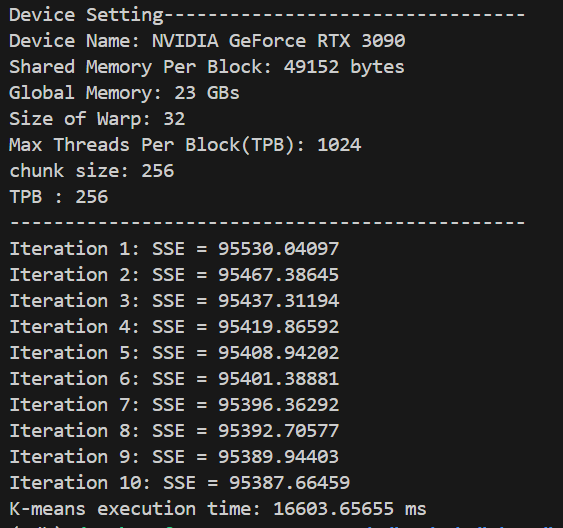 Device Setting---------------------------------
Device Name: NVIDIA GeForce RTX 3090
Shared Memory Per Block: 49152 bytes
Global Memory: 23 GBs
Size of Warp: 32
Max Threads Per Block(TPB): 1024
chunk size: 256
TPB : 256
-----------------------------------------------
Iteration 1: SSE = 95530.04097
Iteration 2: SSE = 95467.38645
Iteration 3: SSE = 95437.31194
Iteration 4: SSE = 95419.86592
Iteration 5: SSE = 95408.94202
Iteration 6: SSE = 95401.38881
Iteration 7: SSE = 95396.36292
Iteration 8: SSE = 95392.70577
Iteration 9: SSE = 95389.94403
Iteration 10: SSE = 95387.66459
K-means execution time: 16603.65655 ms